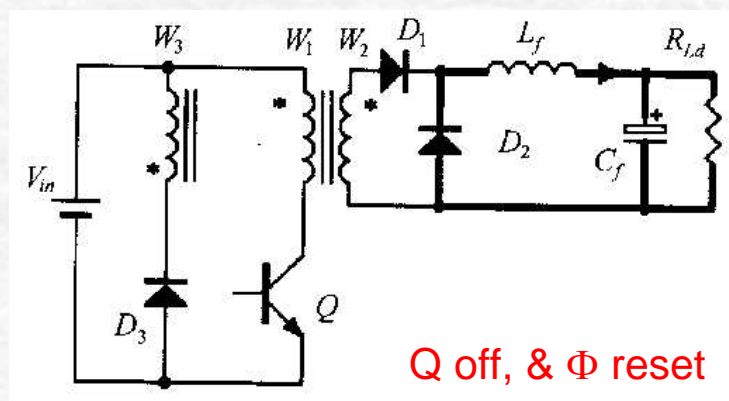 W3 W1 W2 D1 Lf RLd
* * *
Vin D2 Cf +
D3 Q
Q off, & Φ reset